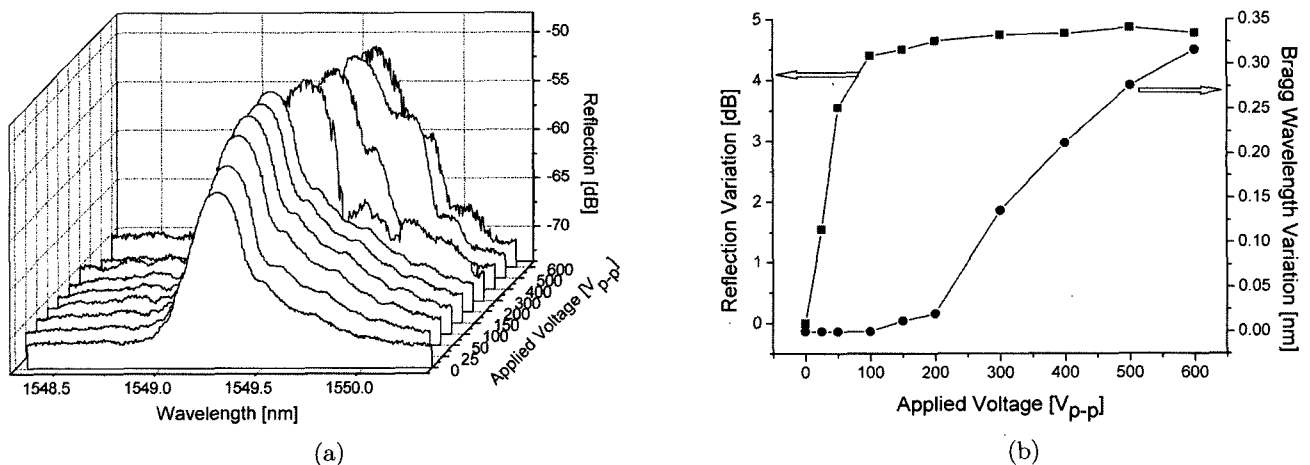 -50
-55
-60
-65
-70
Reflection [dB]
600
500
400
300
200
150
100
50
25
0
Applied Voltage [Vp-p]
1548.5 1549.0 1549.5 1550.0
Wavelength [nm]
(a)
5
4
3
2
1
0
Reflection Variation [dB]
0.35
0.30
0.25
0.20
0.15
0.10
0.05
0.00
Bragg Wavelength Variation [nm]
0 100 200 300 400 500 600
Applied Voltage [Vp-p]
(b)